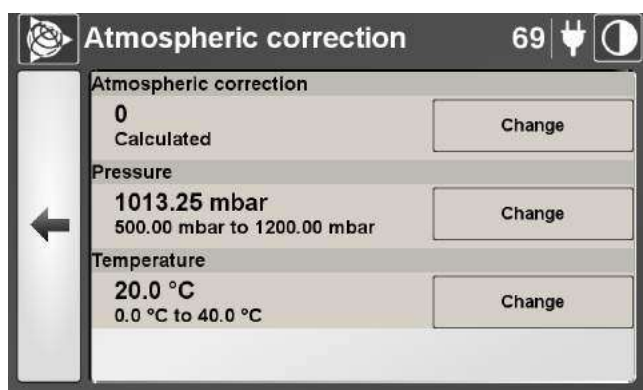 Atmospheric correction 69
Atmospheric correction
0
Calculated
Change
Pressure
1013.25 mbar
500.00 mbar to 1200.00 mbar
Change
Temperature
20.0 °C
0.0 °C to 40.0 °C
Change